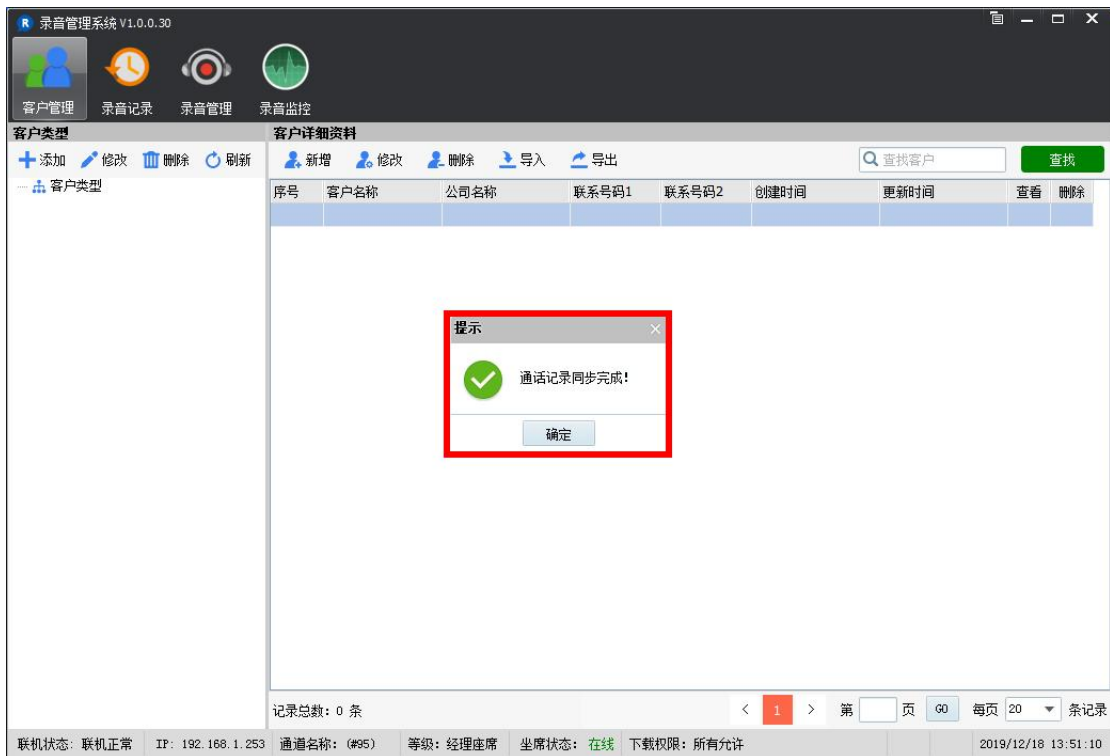 R 录音管理系统 V1.0.0.30
客户管理 录音记录 录音管理 录音监控
客户类型 客户详细资料
添加 修改 删除 刷新 新增 修改 删除 导入 导出 查找客户 查找
客户类型
序号 客户名称 公司名称 联系号码1 联系号码2 创建时间 更新时间 查看 删除
提示
通话记录同步完成!
确定
记录总数: 0 条 < 1 > 第 页 GO 每页 20 条记录
联机状态: 联机正常 IP: 192.168.1.253 通道名称: (#95) 等级: 经理座席 坐席状态: 在线 下载权限: 所有允许 2019/12/18 13:51:10